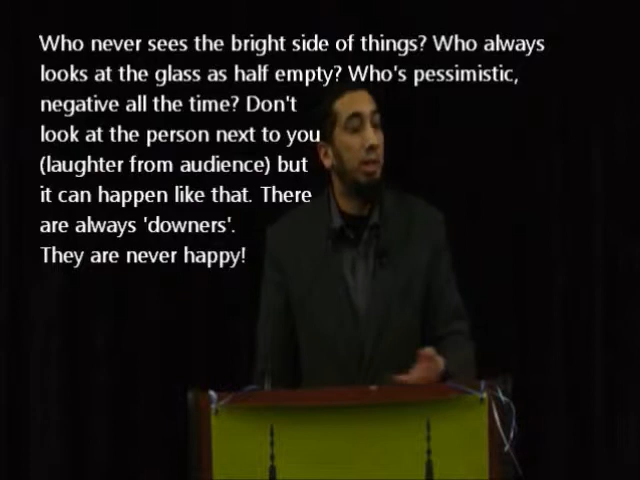 Who never sees the bright side of things? Who always
looks at the glass as half empty? Who's pessimistic,
negative all the time? Don't
look at the person next to you
(laughter from audience) but
it can happen like that. There
are always 'downers'.
They are never happy!